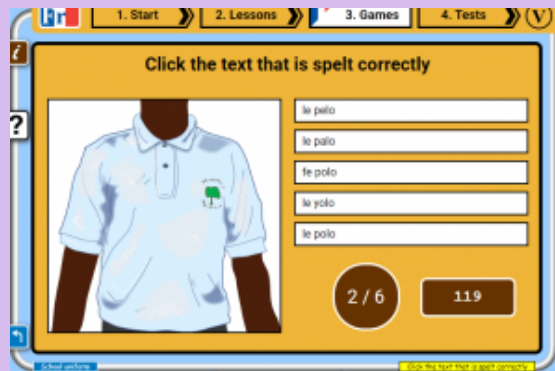 Fr
1. Start
2. Lessons
3. Games
4. Tests
V
i
Click the text that is spelt correctly
?
le pelo
le palo
fe polo
le yolo
le polo
2 / 6
119
School uniform
Click the text that is spelt correctly